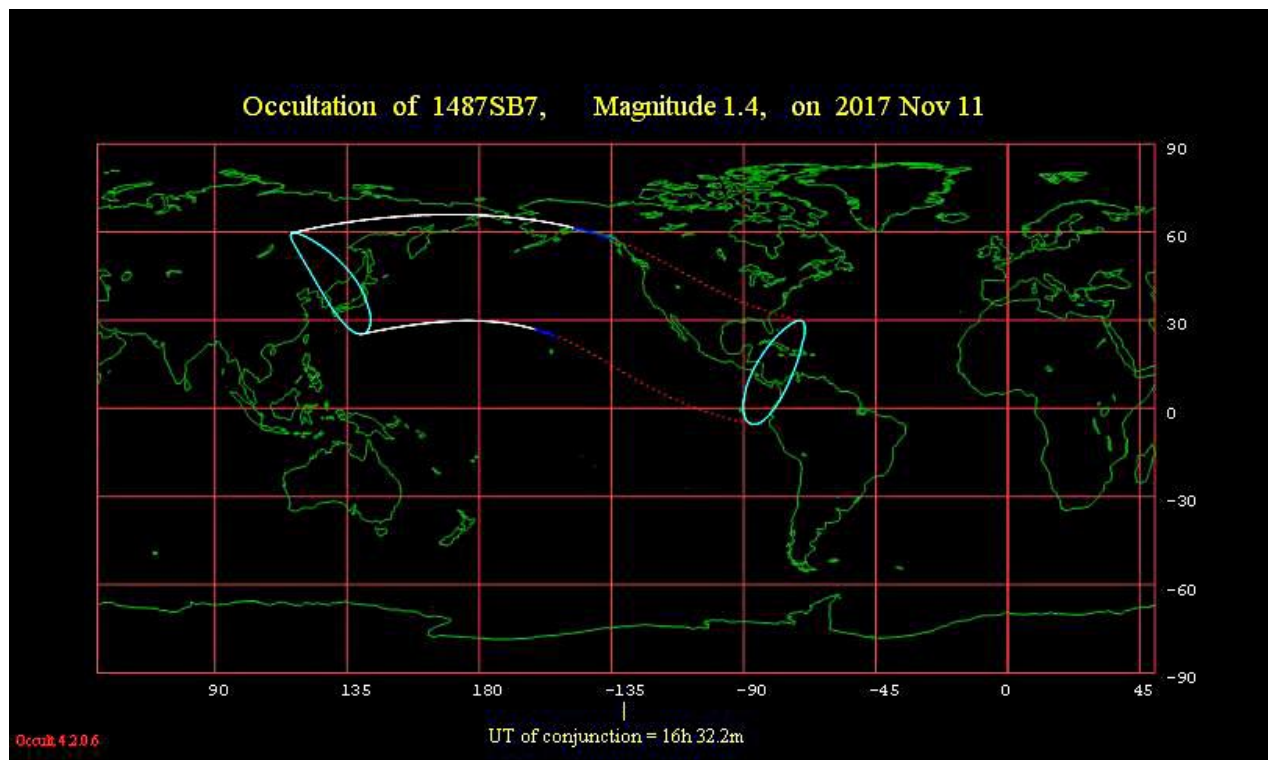 Occultation of 1487SB7, Magnitude 1.4, on 2017 Nov 11
90
60
30
0
-30
-60
-90
90 135 180 -135 -90 -45 0 45
UT of conjunction = 16h 32.2m
Occult 4.2.0.6